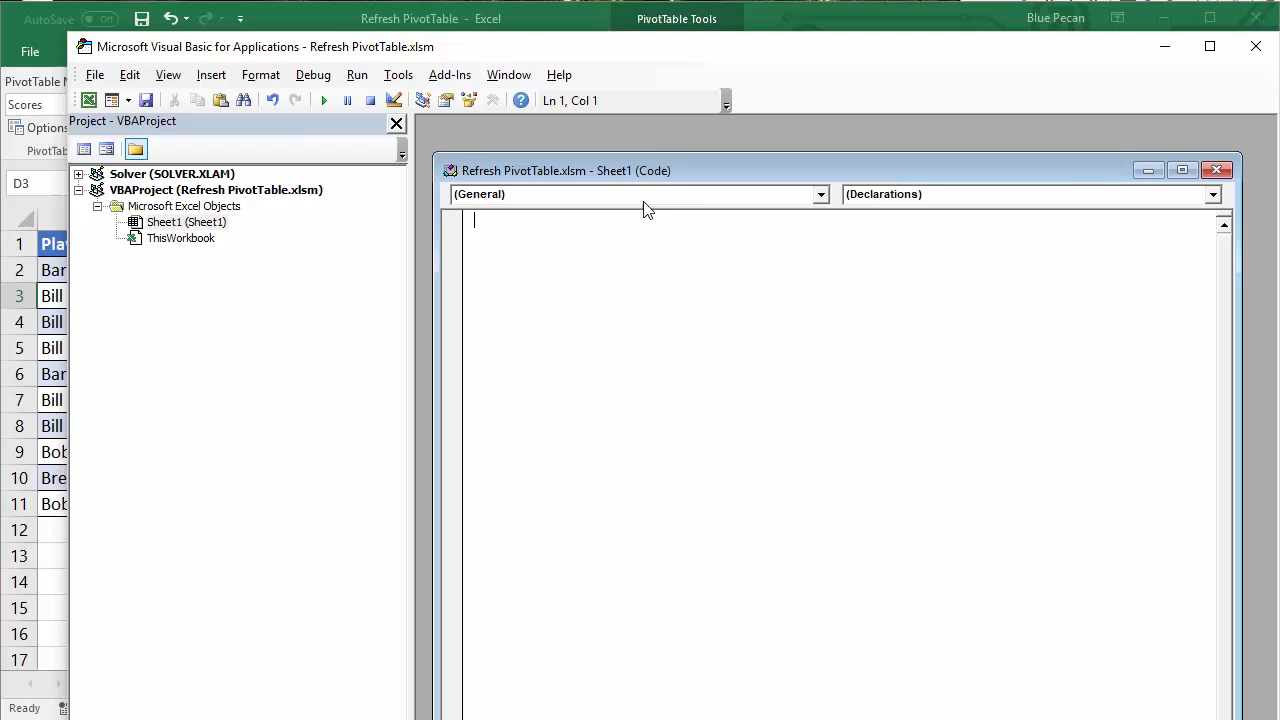 AutoSave Off Refresh PivotTable - Excel PivotTable Tools Blue Pecan
File
Microsoft Visual Basic for Applications - Refresh PivotTable.xlsm
PivotTable N
File Edit View Insert Format Debug Run Tools Add-Ins Window Help
Scores
Ln 1, Col 1
Options
Project - VBAProject
PivotTab
D3
Solver (SOLVER.XLAM)
VBAProject (Refresh PivotTable.xlsm)
Microsoft Excel Objects
Sheet1 (Sheet1)
ThisWorkbook
Refresh PivotTable.xlsm - Sheet1 (Code)
(General) (Declarations)
1 Pla
2 Bar
3 Bill
4 Bill
5 Bill
6 Bar
7 Bill
8 Bill
9 Bob
10 Bre
11 Bob
12
13
14
15
16
17
Ready